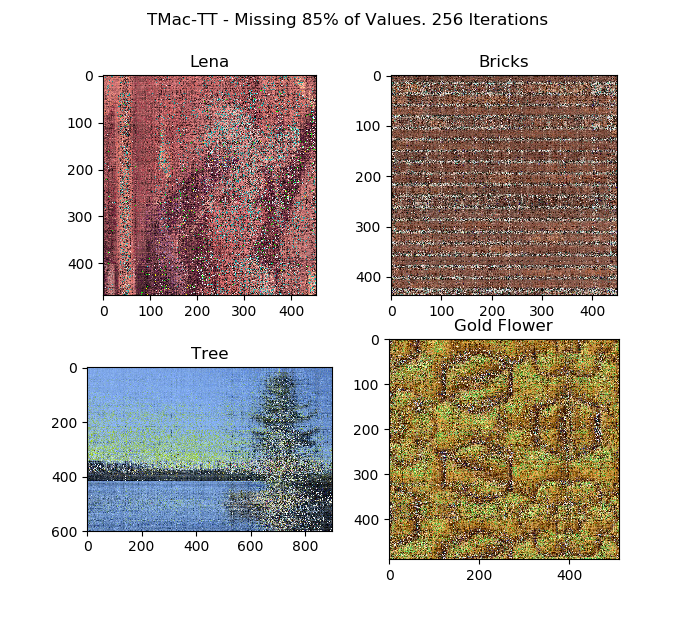 TMac-TT - Missing 85% of Values. 256 Iterations
Lena
0
100
200
300
400
0 100 200 300 400
Bricks
0
100
200
300
400
0 100 200 300 400
Tree
0
200
400
600
0 200 400 600 800
Gold Flower
0
100
200
300
400
0 200 400